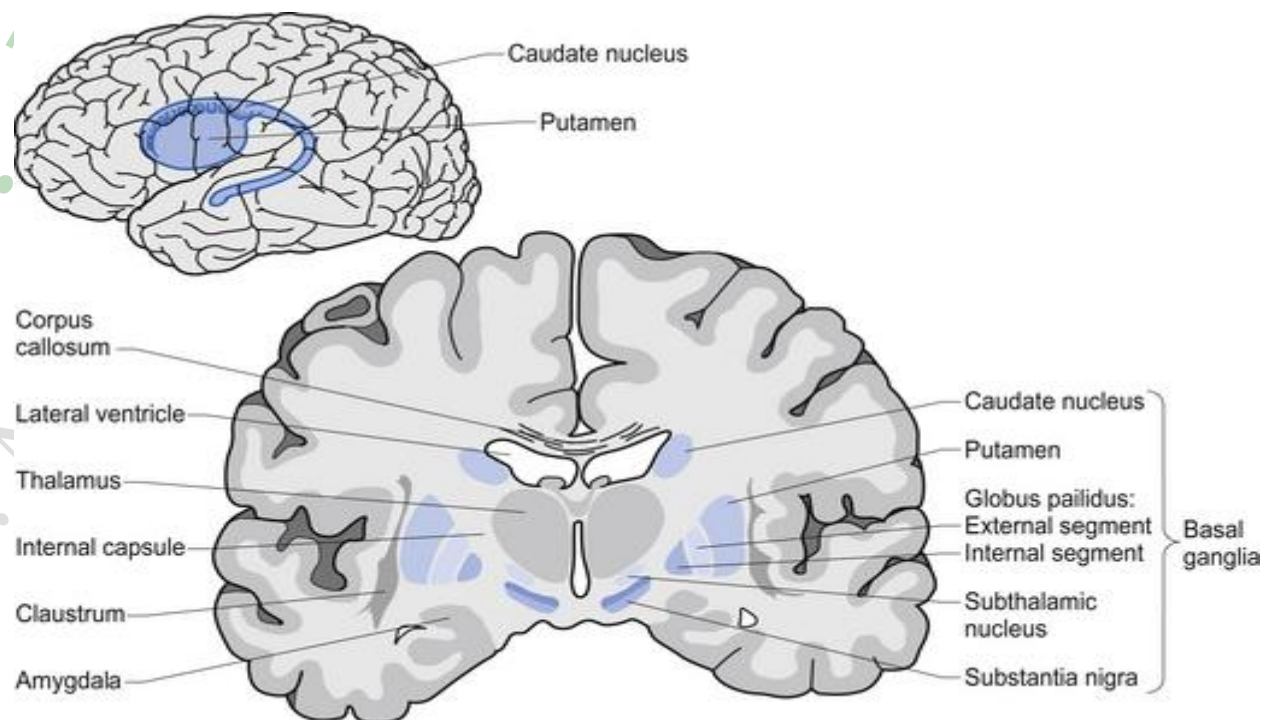 Caudate nucleus
Putamen
Corpus
callosum
Lateral ventricle
Thalamus
Internal capsule
Claustrum
Amygdala
Caudate nucleus
Putamen
Globus pailidus:
External segment
Internal segment
Subthalamic
nucleus
Substantia nigra
Basal
ganglia